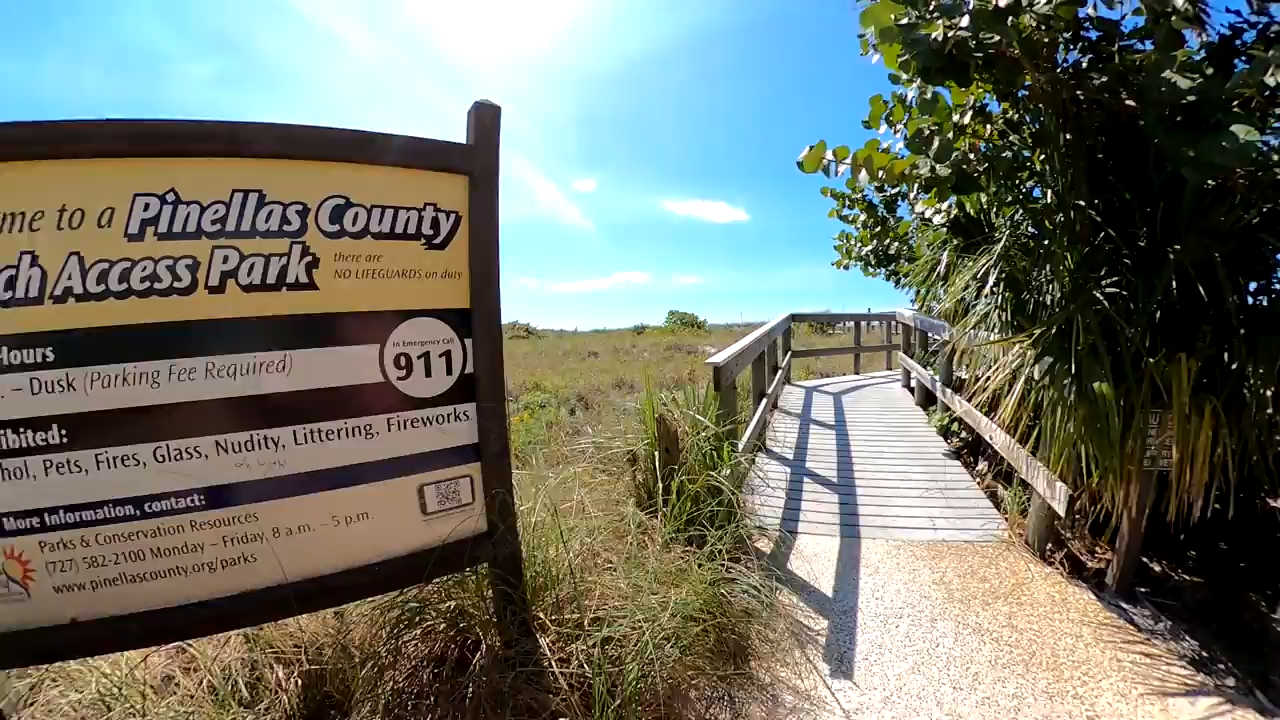 me to a Pinellas County
ch Access Park
there are
NO LIFEGUARDS on duty
Hours
. – Dusk (Parking Fee Required)
In Emergency Call
911
ibited:
hol, Pets, Fires, Glass, Nudity, Littering, Fireworks
More Information, contact:
Parks & Conservation Resources
(727) 582-2100 Monday – Friday, 8 a.m. – 5 p.m.
www.pinellascounty.org/parks